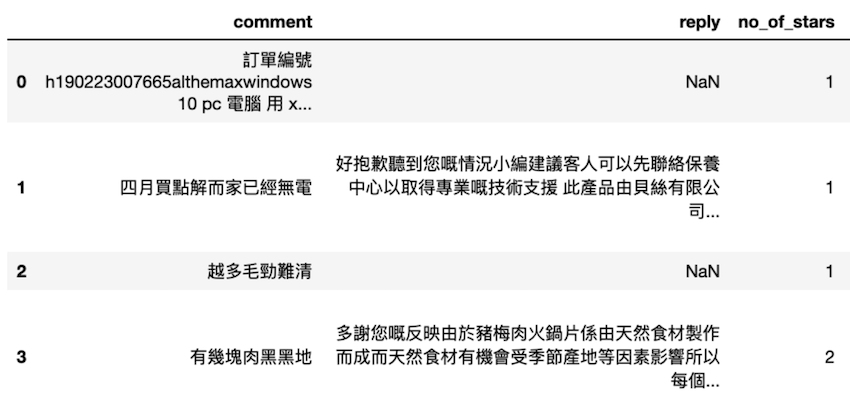 comment reply no_of_stars
訂單編號
h190223007665althemaxwindows
10 pc 電腦 用 x...
0 NaN 1
好抱歉聽到您嘅情況小編建議客人可以先聯絡保養
中心以取得專業嘅技術支援 此產品由貝絲有限公
司...
1 四月買點解而家已經無電 1
2 越多毛勁難清 NaN 1
多謝您嘅反映由於豬梅肉火鍋片係由天然食材製作
而成而天然食材有機會受季節產地等因素影響所以
每個...
3 有幾塊肉黑黑地 2